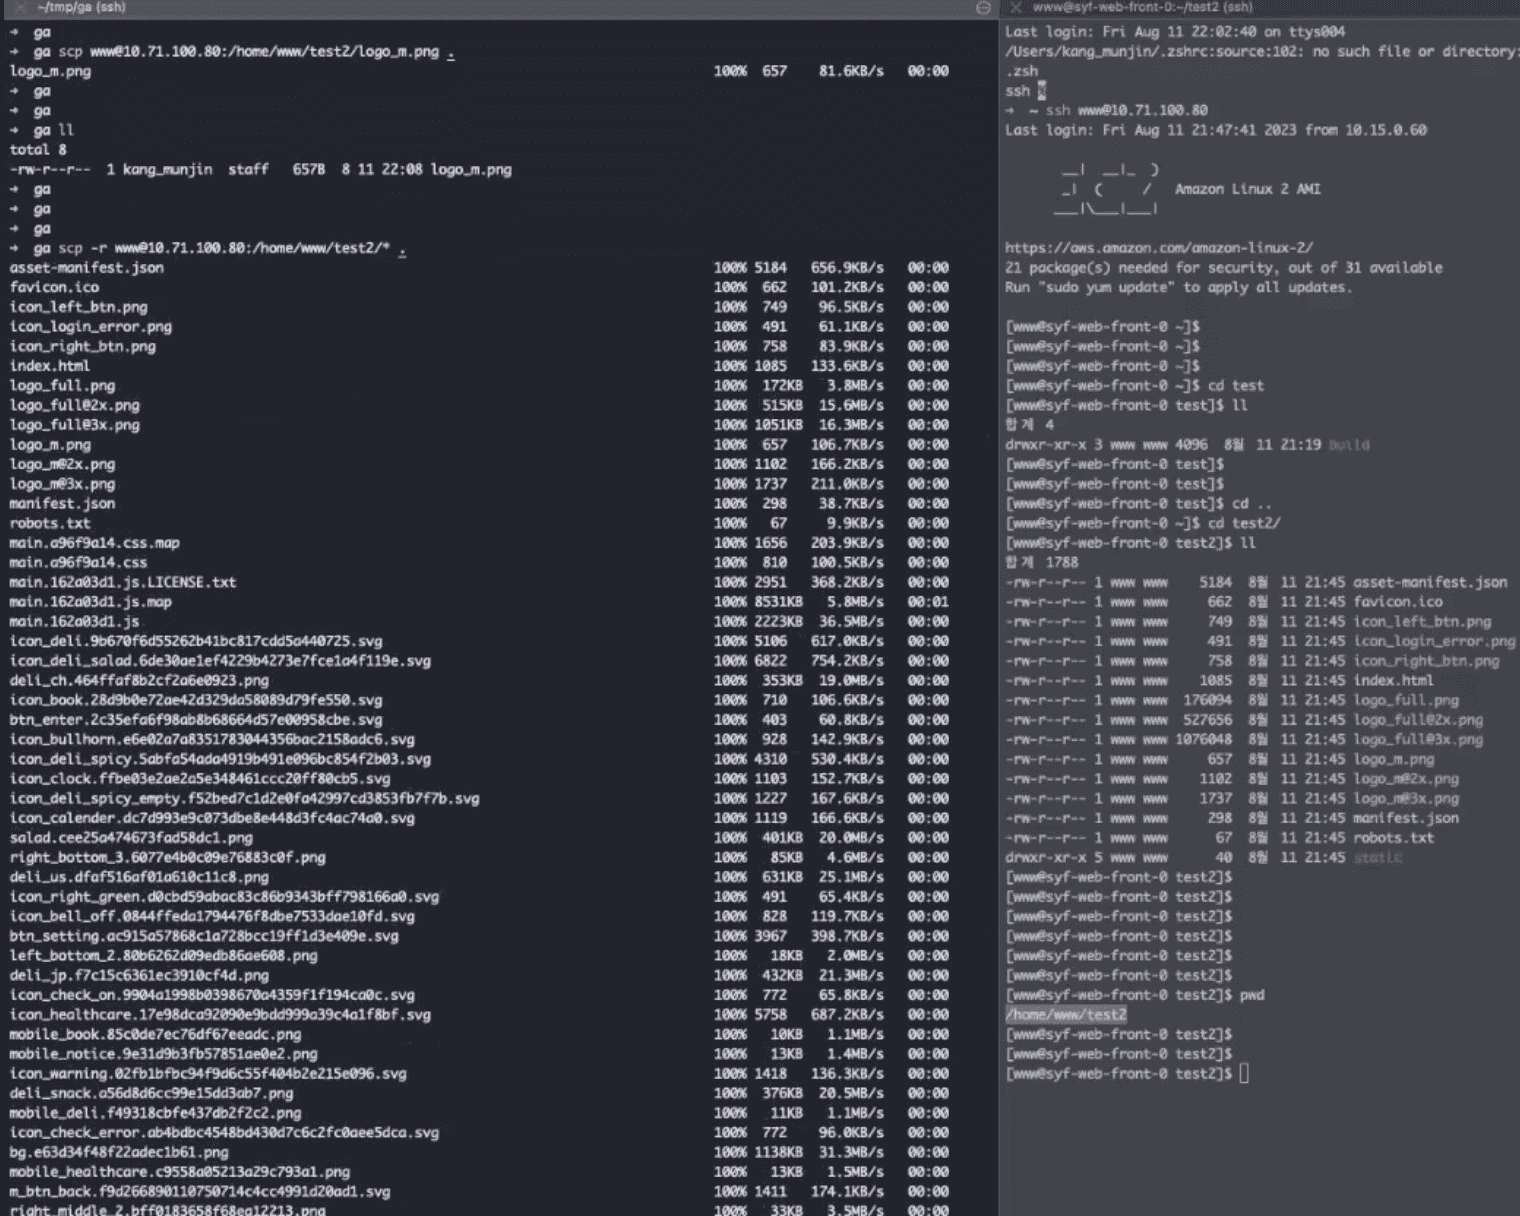 ~/tmp/ga (ssh)
➜ ga
➜ ga scp www@10.71.100.80:/home/www/test2/logo_m.png .
logo_m.png 100% 657 81.6KB/s 00:00
➜ ga
➜ ga
➜ ga ll
total 8
-rw-r--r-- 1 kang_munjin staff 657B 8 11 22:08 logo_m.png
➜ ga
➜ ga
➜ ga
➜ ga scp -r www@10.71.100.80:/home/www/test2/* .
asset-manifest.json 100% 5184 656.9KB/s 00:00
favicon.ico 100% 662 101.2KB/s 00:00
icon_left_btn.png 100% 749 96.5KB/s 00:00
icon_login_error.png 100% 491 61.1KB/s 00:00
icon_right_btn.png 100% 758 83.9KB/s 00:00
index.html 100% 1085 133.6KB/s 00:00
logo_full.png 100% 172KB 3.8MB/s 00:00
logo_full@2x.png 100% 515KB 15.6MB/s 00:00
logo_full@3x.png 100% 1051KB 16.3MB/s 00:00
logo_m.png 100% 657 106.7KB/s 00:00
logo_m@2x.png 100% 1102 166.2KB/s 00:00
logo_m@3x.png 100% 1737 211.0KB/s 00:00
manifest.json 100% 298 38.7KB/s 00:00
robots.txt 100% 67 9.9KB/s 00:00
main.a96f9a14.css.map 100% 1656 203.9KB/s 00:00
main.a96f9a14.css 100% 810 100.5KB/s 00:00
main.162a03d1.js.LICENSE.txt 100% 2951 368.2KB/s 00:00
main.162a03d1.js.map 100% 8531KB 5.8MB/s 00:01
main.162a03d1.js 100% 2223KB 36.5MB/s 00:00
icon_deli.9b670f6d55262b41bc817cdd5a440725.svg 100% 5106 617.0KB/s 00:00
icon_deli_salad.6de30ae1ef4229b4273e7fce1a4f119e.svg 100% 6822 754.2KB/s 00:00
deli_ch.464ffaf8b2cf2a6e0923.png 100% 353KB 19.0MB/s 00:00
icon_book.28d9b0e72ae42d329da58089d79fe550.svg 100% 710 106.6KB/s 00:00
btn_enter.2c35efa6f98ab8b68664d57e00958cbe.svg 100% 403 60.8KB/s 00:00
icon_bullhorn.e6e02a7a8351783044356bac2158adc6.svg 100% 928 142.9KB/s 00:00
icon_deli_spicy.5abfa54ada4919b491e096bc854f2b03.svg 100% 4310 530.4KB/s 00:00
icon_clock.ffbe03e2ae2a5e348461ccc20ff80cb5.svg 100% 1103 152.7KB/s 00:00
icon_deli_spicy_empty.f52bed7c1d2e0fa42997cd3853fb7f7b.svg 100% 1227 167.6KB/s 00:00
icon_calender.dc7d993e9c073dbe8e448d3fc4ac74a0.svg 100% 1119 166.6KB/s 00:00
salad.cee25a474673fad58dc1.png 100% 401KB 20.0MB/s 00:00
right_bottom_3.6077e4b0c09e76883c0f.png 100% 85KB 4.6MB/s 00:00
deli_us.dfaf516af01a610c11c8.png 100% 631KB 25.1MB/s 00:00
icon_right_green.d0cbd59abac83c86b9343bff798166a0.svg 100% 491 65.4KB/s 00:00
icon_bell_off.0844ffeda1794476f8dbe7533dae10fd.svg 100% 828 119.7KB/s 00:00
btn_setting.ac915a57868c1a728bcc19ff1d3e409e.svg 100% 3967 398.7KB/s 00:00
left_bottom_2.80b6262d09edb86ae608.png 100% 18KB 2.0MB/s 00:00
deli_jp.f7c15c6361ec3910cf4d.png 100% 432KB 21.3MB/s 00:00
icon_check_on.9904a1998b0398670a4359f1f194ca0c.svg 100% 772 65.8KB/s 00:00
icon_healthcare.17e98dca92090e9bdd999a39c4a1f8bf.svg 100% 5758 687.2KB/s 00:00
mobile_book.85c0de7ec76df67eeadc.png 100% 10KB 1.1MB/s 00:00
mobile_notice.9e31d9b3fb57851ae0e2.png 100% 13KB 1.4MB/s 00:00
icon_warning.02fb1bfbc94f9d6c55f404b2e215e096.svg 100% 1418 136.3KB/s 00:00
deli_snack.a56d8d6cc99e15dd3ab7.png 100% 376KB 20.5MB/s 00:00
mobile_deli.f49318cbfe437db2f2c2.png 100% 11KB 1.1MB/s 00:00
icon_check_error.ab4bdbc4548bd430d7c6c2fc0aee5dca.svg 100% 772 96.0KB/s 00:00
bg.e63d34f48f22adec1b61.png 100% 1138KB 31.3MB/s 00:00
mobile_healthcare.c9558a05213a29c793a1.png 100% 13KB 1.5MB/s 00:00
m_btn_back.f9d266890110750714c4cc4991d20ad1.svg 100% 1411 174.1KB/s 00:00
right_middle_2.bff0183658f68ea12213.png 100% 33KB 3.5MB/s 00:00
www@syf-web-front-0:~/test2 (ssh)
Last login: Fri Aug 11 22:02:40 on ttys004
/Users/kang_munjin/.zshrc:source:102: no such file or directory:
.zsh
ssh
➜ ~ ssh www@10.71.100.80
Last login: Fri Aug 11 21:47:41 2023 from 10.15.0.60
__| __|_ )
_| ( / Amazon Linux 2 AMI
___|\___|___|
https://aws.amazon.com/amazon-linux-2/
21 package(s) needed for security, out of 31 available
Run "sudo yum update" to apply all updates.
[www@syf-web-front-0 ~]$
[www@syf-web-front-0 ~]$
[www@syf-web-front-0 ~]$
[www@syf-web-front-0 ~]$ cd test
[www@syf-web-front-0 test]$ ll
합계 4
drwxr-xr-x 3 www www 4096 8월 11 21:19 build
[www@syf-web-front-0 test]$
[www@syf-web-front-0 test]$
[www@syf-web-front-0 test]$ cd ..
[www@syf-web-front-0 ~]$ cd test2/
[www@syf-web-front-0 test2]$ ll
합계 1788
-rw-r--r-- 1 www www 5184 8월 11 21:45 asset-manifest.json
-rw-r--r-- 1 www www 662 8월 11 21:45 favicon.ico
-rw-r--r-- 1 www www 749 8월 11 21:45 icon_left_btn.png
-rw-r--r-- 1 www www 491 8월 11 21:45 icon_login_error.png
-rw-r--r-- 1 www www 758 8월 11 21:45 icon_right_btn.png
-rw-r--r-- 1 www www 1085 8월 11 21:45 index.html
-rw-r--r-- 1 www www 176094 8월 11 21:45 logo_full.png
-rw-r--r-- 1 www www 527656 8월 11 21:45 logo_full@2x.png
-rw-r--r-- 1 www www 1076048 8월 11 21:45 logo_full@3x.png
-rw-r--r-- 1 www www 657 8월 11 21:45 logo_m.png
-rw-r--r-- 1 www www 1102 8월 11 21:45 logo_m@2x.png
-rw-r--r-- 1 www www 1737 8월 11 21:45 logo_m@3x.png
-rw-r--r-- 1 www www 298 8월 11 21:45 manifest.json
-rw-r--r-- 1 www www 67 8월 11 21:45 robots.txt
drwxr-xr-x 5 www www 40 8월 11 21:45 static
[www@syf-web-front-0 test2]$
[www@syf-web-front-0 test2]$
[www@syf-web-front-0 test2]$
[www@syf-web-front-0 test2]$
[www@syf-web-front-0 test2]$
[www@syf-web-front-0 test2]$ pwd
/home/www/test2
[www@syf-web-front-0 test2]$
[www@syf-web-front-0 test2]$
[www@syf-web-front-0 test2]$